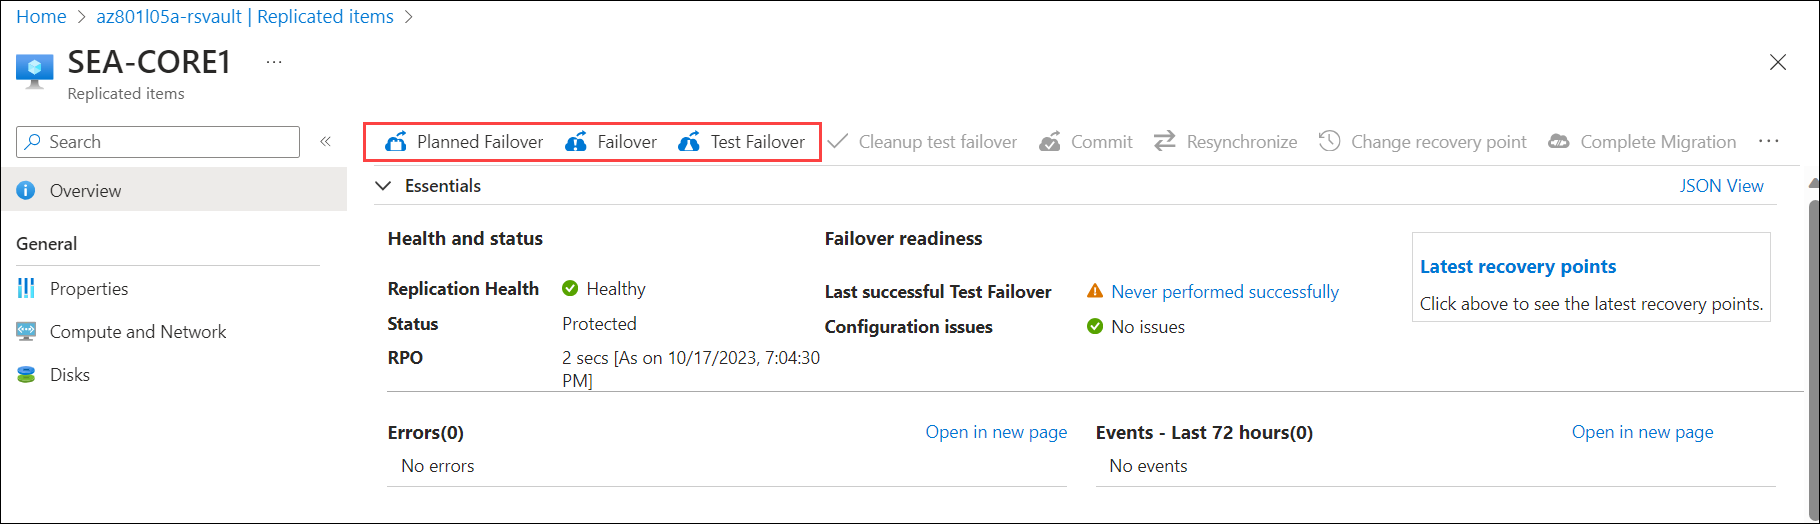 Home > az801l05a-rsvault | Replicated items >
SEA-CORE1 ...
Replicated items
Search «
Planned Failover Failover Test Failover Cleanup test failover Commit Resynchronize Change recovery point Complete Migration ...
Overview
Essentials JSON View
General
Properties
Compute and Network
Disks
Health and status
Replication Health Healthy
Status Protected
RPO 2 secs [As on 10/17/2023, 7:04:30
PM]
Failover readiness
Last successful Test Failover Never performed successfully
Configuration issues No issues
Latest recovery points
Click above to see the latest recovery points.
Errors(0) Open in new page
No errors
Events - Last 72 hours(0) Open in new page
No events